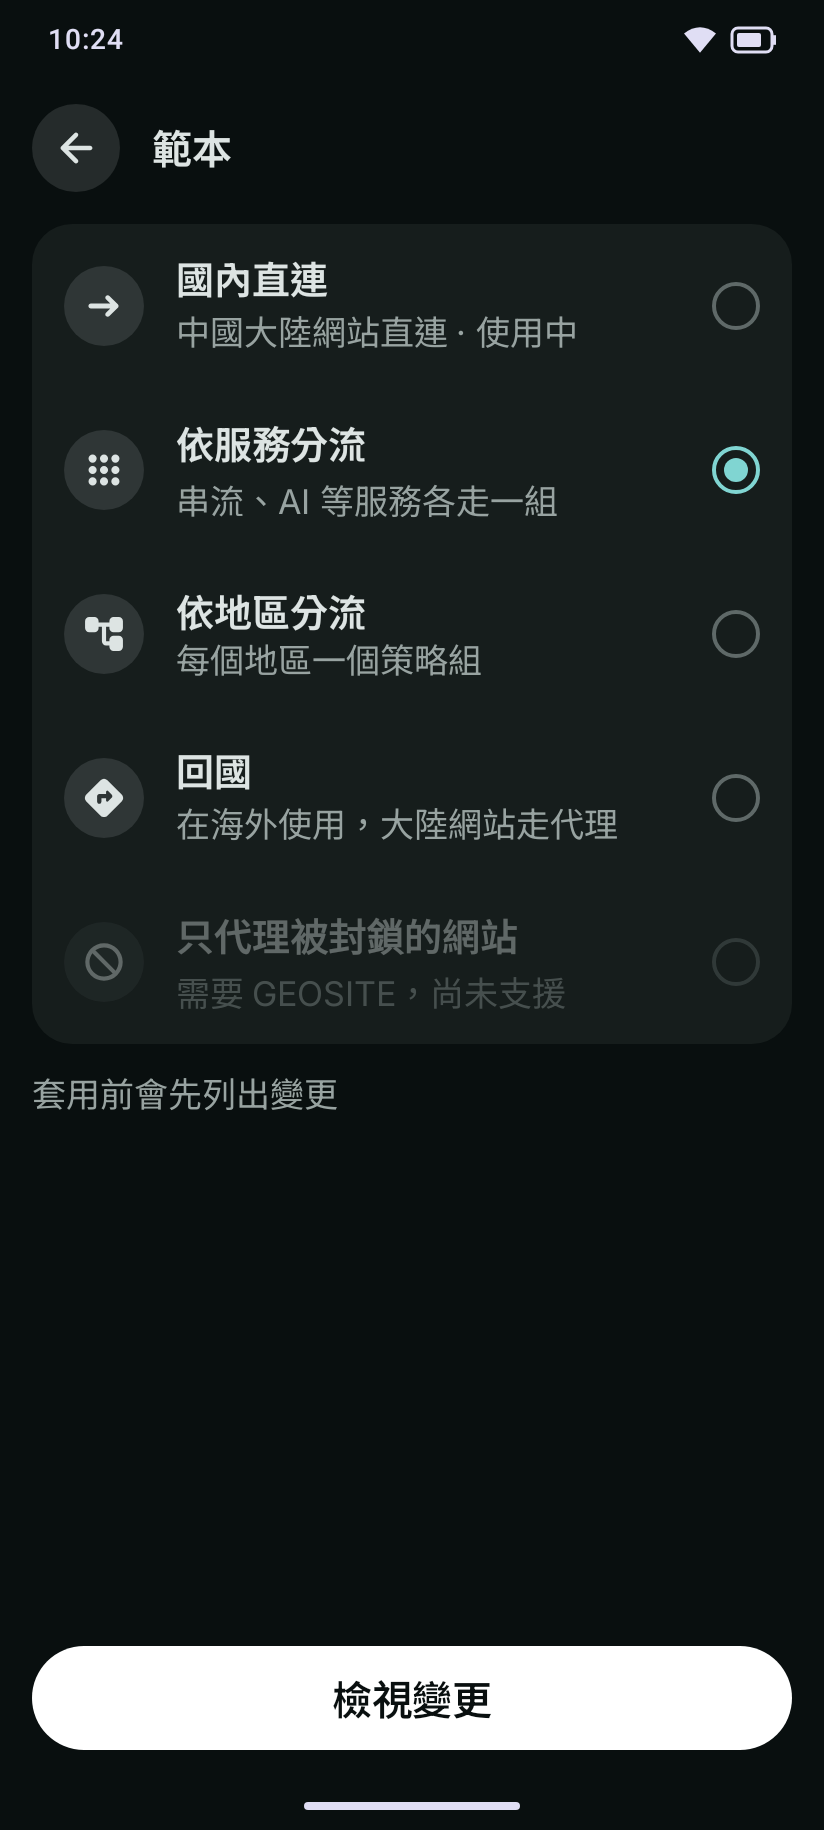 10:24
範本
國內直連
中國大陸網站直連 · 使用中
依服務分流
串流、AI 等服務各走一組
依地區分流
每個地區一個策略組
回國
在海外使用，大陸網站走代理
只代理被封鎖的網站
需要 GEOSITE，尚未支援
套用前會先列出變更
檢視變更